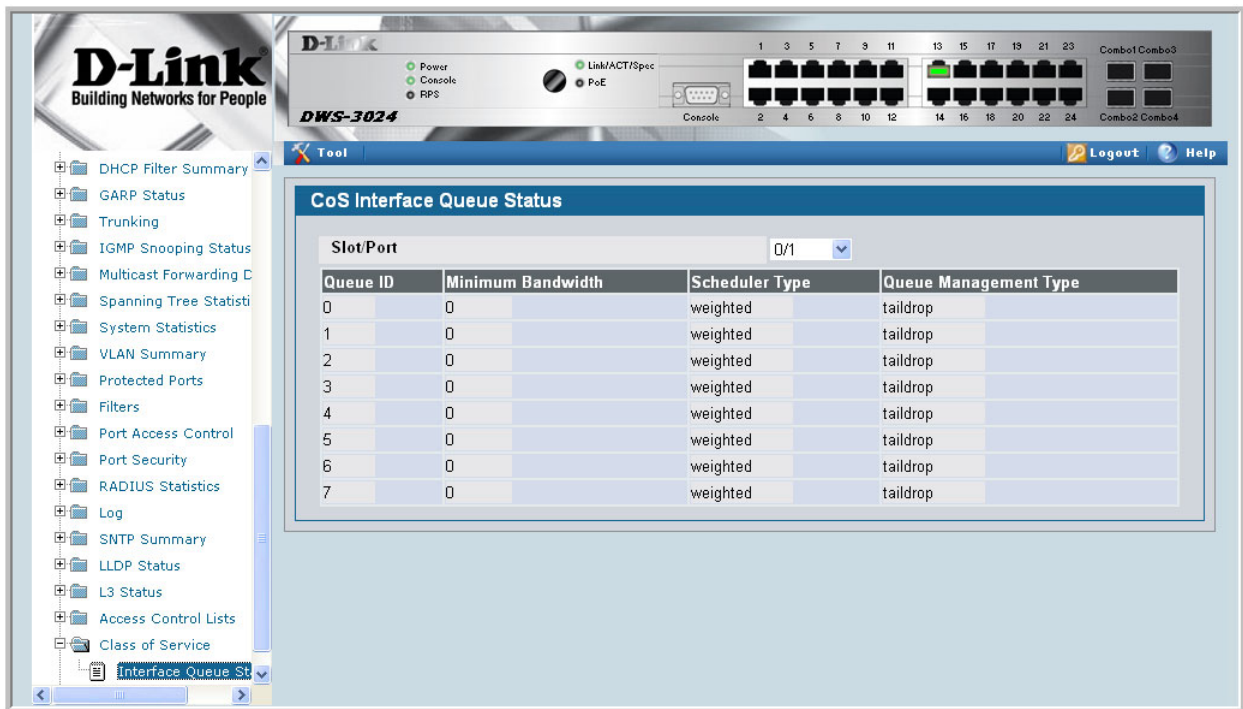 D-Link
Building Networks for People
D-Link
Power
Console
RPS
Link/ACT/Spec
PoE
DWS-3024
Console
1 3 5 7 9 11 13 15 17 19 21 23
2 4 6 8 10 12 14 16 18 20 22 24
Combo1 Combo3
Combo2 Combo4
Tool
Logout
Help
DHCP Filter Summary
GARP Status
Trunking
IGMP Snooping Status
Multicast Forwarding D
Spanning Tree Statisti
System Statistics
VLAN Summary
Protected Ports
Filters
Port Access Control
Port Security
RADIUS Statistics
Log
SNTP Summary
LLDP Status
L3 Status
Access Control Lists
Class of Service
Interface Queue St
CoS Interface Queue Status
Slot/Port 0/1
Queue ID Minimum Bandwidth Scheduler Type Queue Management Type
0 0 weighted taildrop
1 0 weighted taildrop
2 0 weighted taildrop
3 0 weighted taildrop
4 0 weighted taildrop
5 0 weighted taildrop
6 0 weighted taildrop
7 0 weighted taildrop